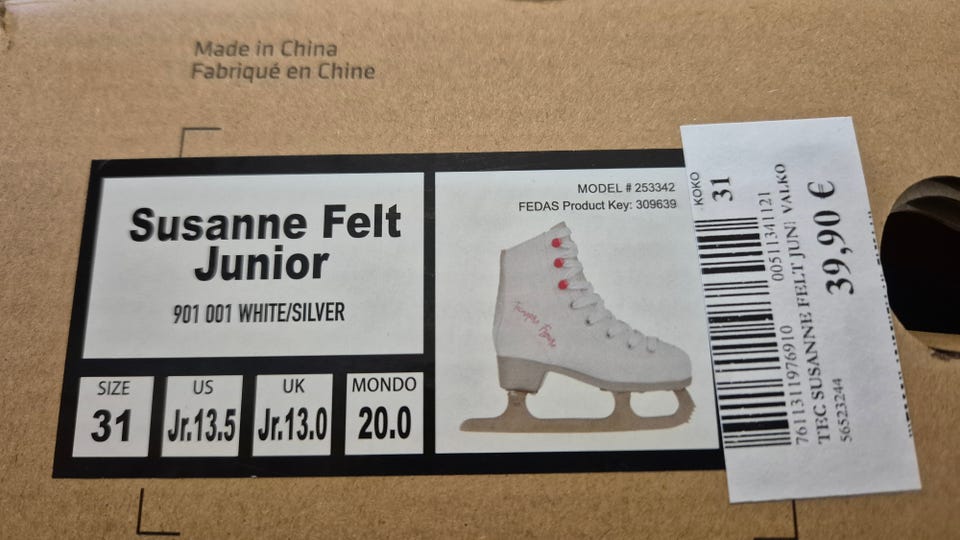 Made in China
Fabriqué en Chine
Susanne Felt
Junior
901 001 WHITE/SILVER
SIZE
31
US
Jr.13.5
UK
Jr.13.0
MONDO
20.0
MODEL # 253342
FEDAS Product Key: 309639
KOKO
31
7611311976910
00511341121
TEC SUSANNE FELT JUN! VALKO
56523244
39,90 €